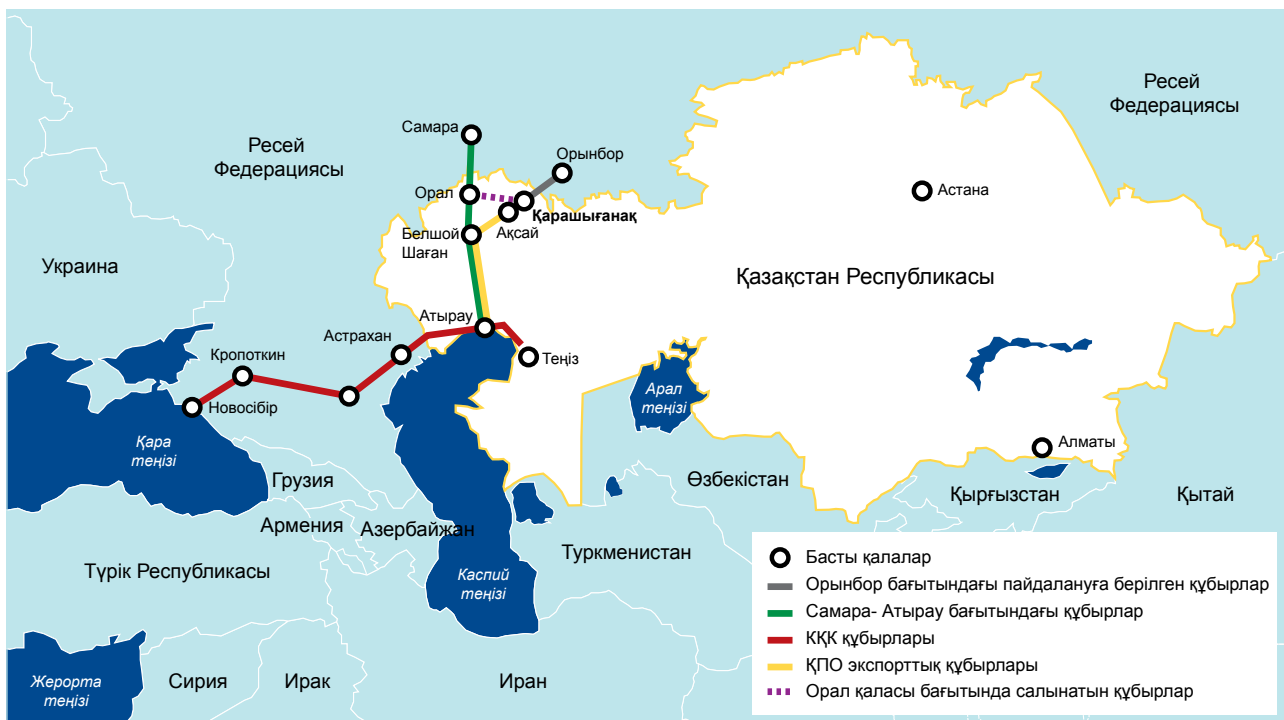 Ресей
Федерациясы
Самара
Ресей
Федерациясы
Орынбор
Орал
Астана
Қарашығанақ
Ақсай
Белшой
Шаған
Украина
Қазақстан Республикасы
Атырау
Астрахан
Теңіз
Кропоткин
Новосібір
Арал
теңізі
Қара
теңізі
Алматы
Грузия
Өзбекістан
Қырғызстан
Қытай
Армения
Азербайжан
Туркменистан
Түрік Республикасы
Каспий
теңізі
Жерорта
теңізі
Сирия
Ирак
Иран
Басты қалалар
Орынбор бағытындағы пайдалануға берілген құбырлар
Самара- Атырау бағытындағы құбырлар
КҚК құбырлары
ҚПО экспорттық құбырлары
Орал қаласы бағытында салынатын құбырлар